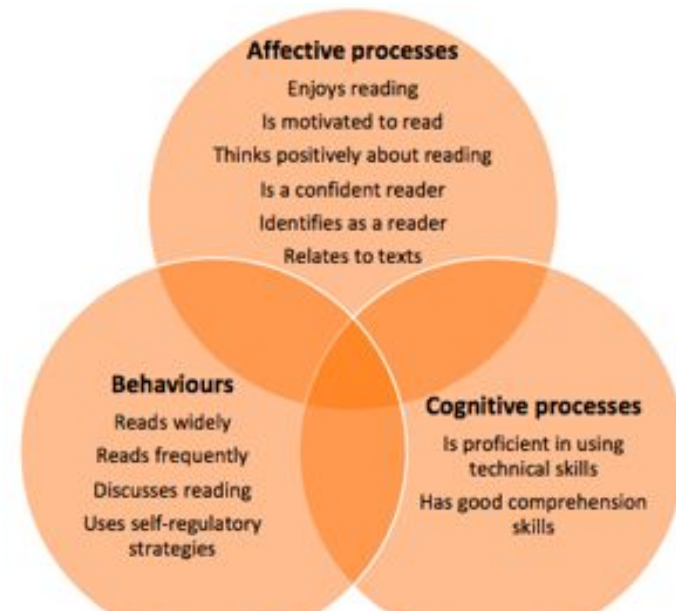 Affective processes
Enjoys reading
Is motivated to read
Thinks positively about reading
Is a confident reader
Identifies as a reader
Relates to texts
Behaviours
Reads widely
Reads frequently
Discusses reading
Uses self-regulatory
strategies
Cognitive processes
Is proficient in using
technical skills
Has good comprehension
skills